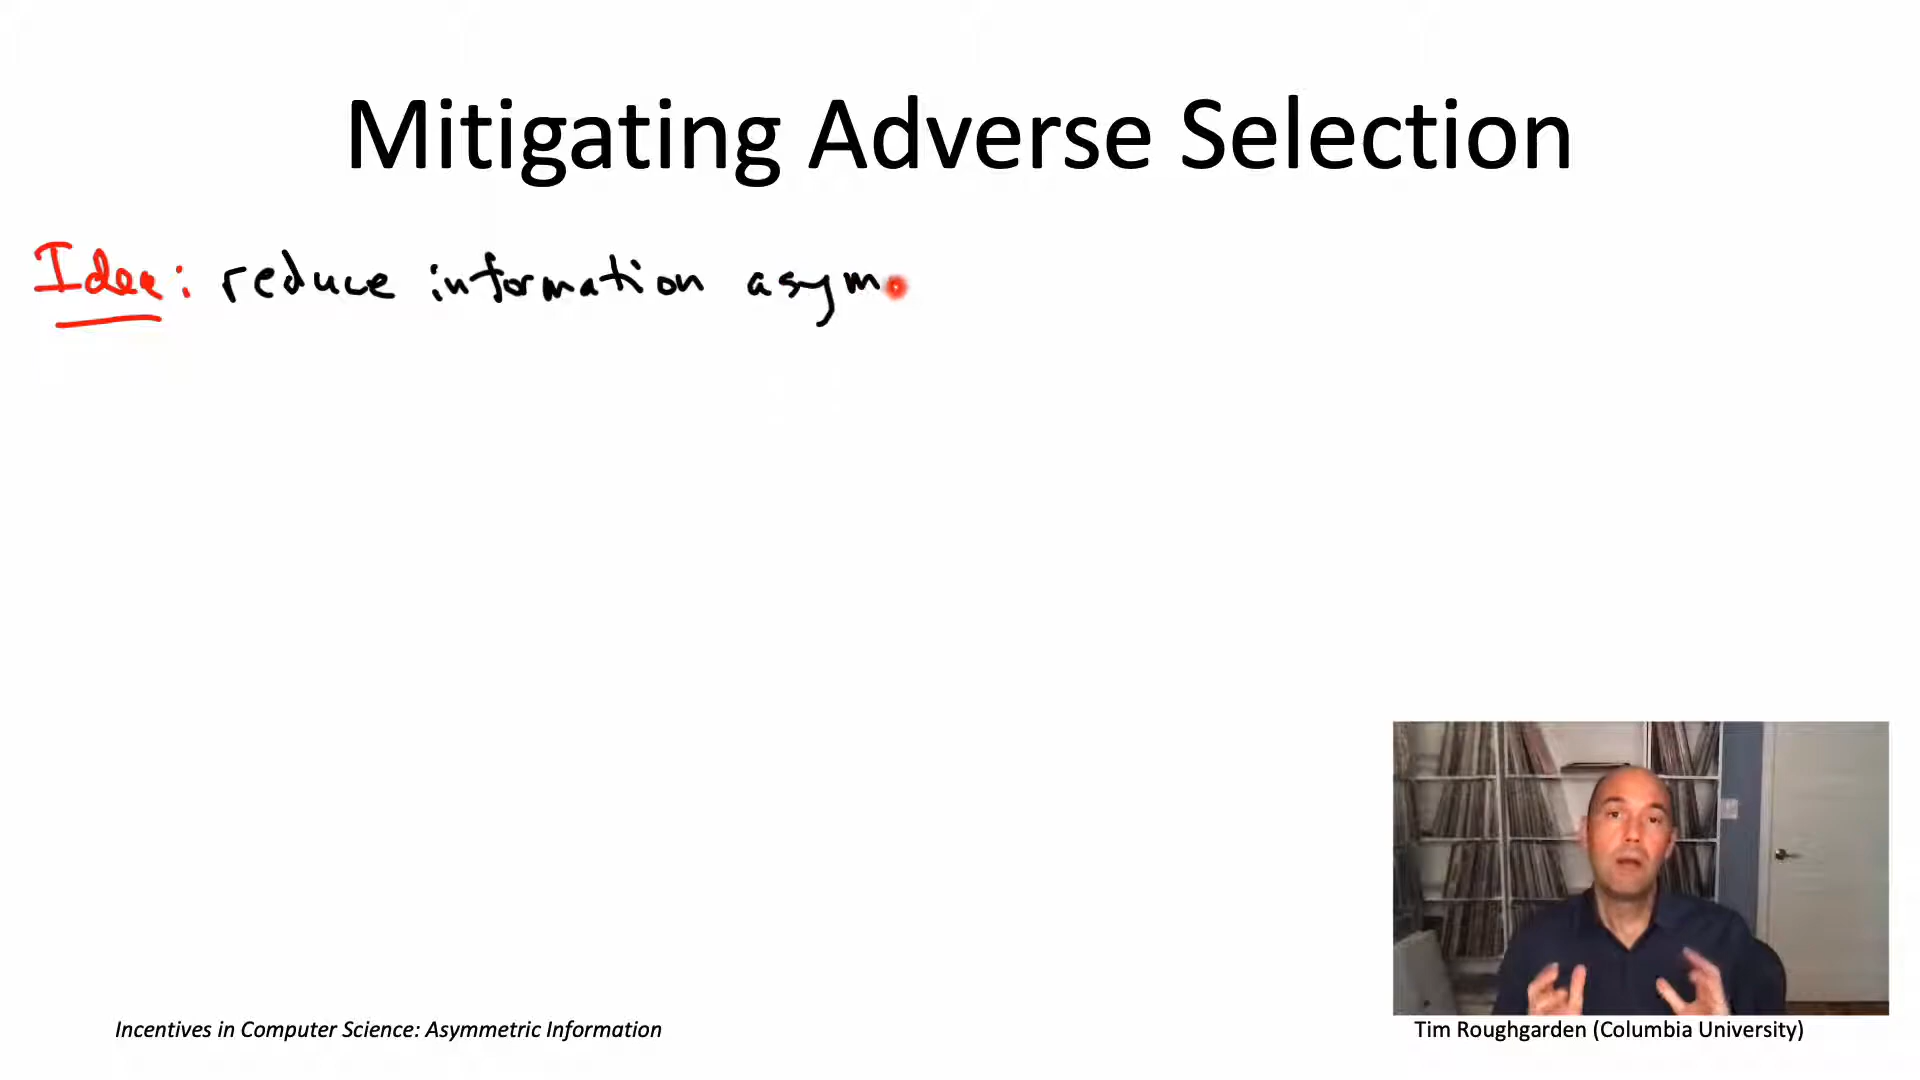 Mitigating Adverse Selection
Idea: reduce information asym
Incentives in Computer Science: Asymmetric Information
Tim Roughgarden (Columbia University)